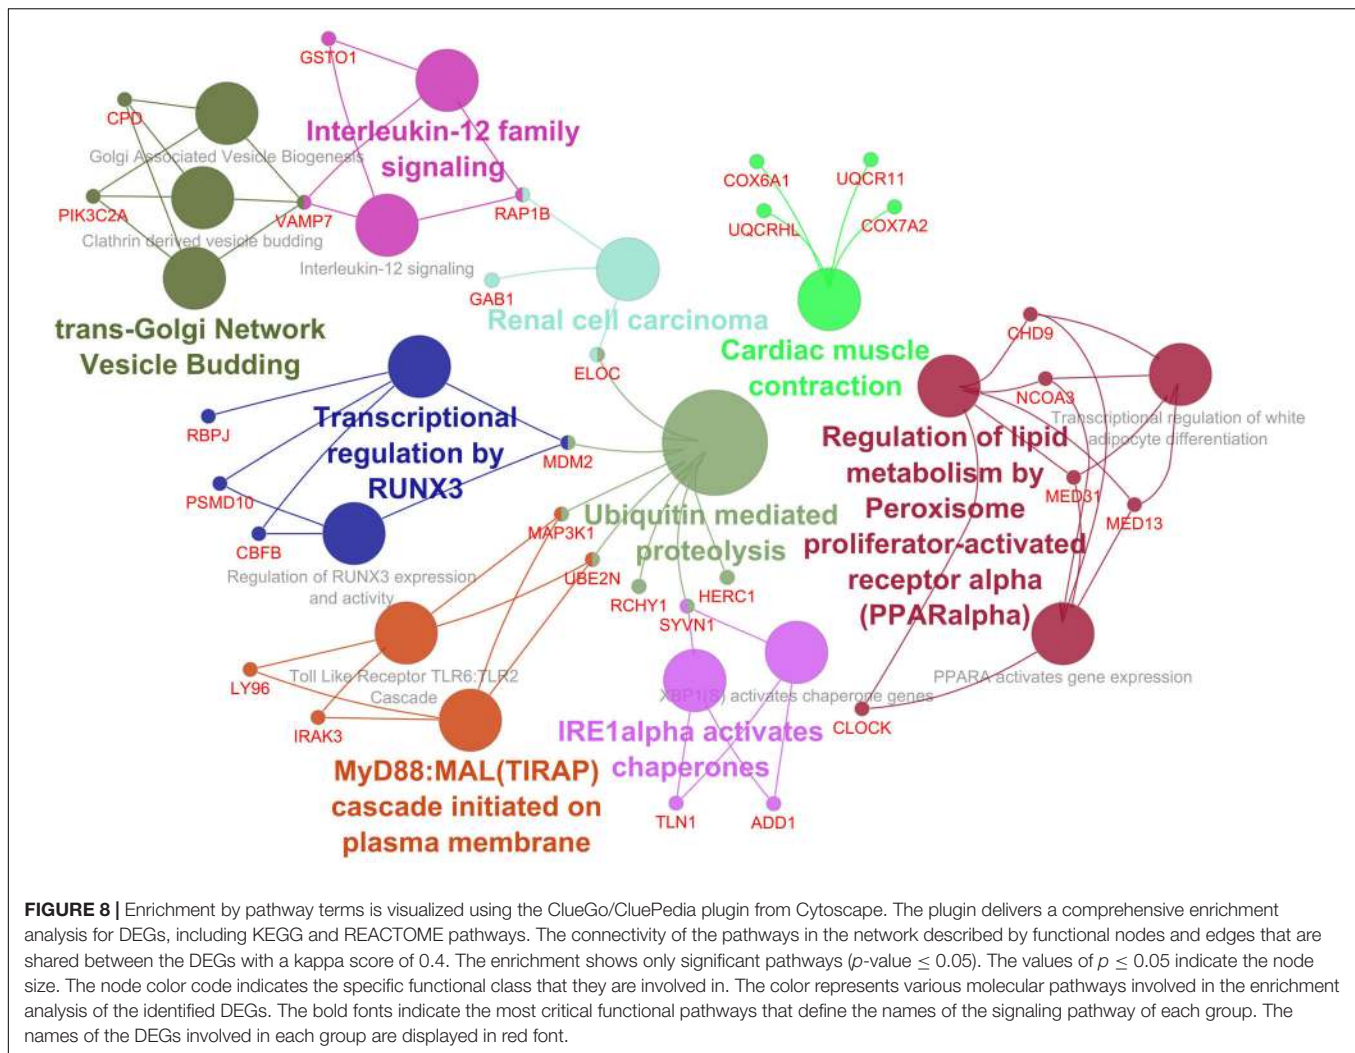 GSTO1
CPD
Golgi Associated Vesicle Biogenesis
Interleukin-12 family
signaling
PIK3C2A
VAMP7
RAP1B
Clathrin derived vesicle budding
Interleukin-12 signaling
trans-Golgi Network
Vesicle Budding
GAB1
Renal cell carcinoma
ELOC
COX6A1
UQCR11
UQCRHL
COX7A2
Cardiac muscle
contraction
CHD9
NCOA3
Transcriptional regulation of white
adipocyte differentiation
Regulation of lipid
metabolism by
Peroxisome
proliferator-activated
receptor alpha
(PPARalpha)
MED31
MED13
PPARA activates gene expression
CLOCK
RBPJ
Transcriptional
regulation by
RUNX3
PSMD10
CBFB
MDM2
Regulation of RUNX3 expression
and activity
MAP3K1
Ubiquitin mediated
proteolysis
UBE2N
RCHY1
HERC1
SYVN1
LY96
Toll Like Receptor TLR6:TLR2
Cascade
IRAK3
MyD88:MAL(TIRAP)
cascade initiated on
plasma membrane
XBP1(S) activates chaperone genes
IRE1alpha activates
chaperones
TLN1
ADD1
FIGURE 8 | Enrichment by pathway terms is visualized using the ClueGo/CluePedia plugin from Cytoscape. The plugin delivers a comprehensive enrichment
analysis for DEGs, including KEGG and REACTOME pathways. The connectivity of the pathways in the network described by functional nodes and edges that are
shared between the DEGs with a kappa score of 0.4. The enrichment shows only significant pathways (p-value ≤ 0.05). The values of p ≤ 0.05 indicate the node
size. The node color code indicates the specific functional class that they are involved in. The color represents various molecular pathways involved in the enrichment
analysis of the identified DEGs. The bold fonts indicate the most critical functional pathways that define the names of the signaling pathway of each group. The
names of the DEGs involved in each group are displayed in red font.